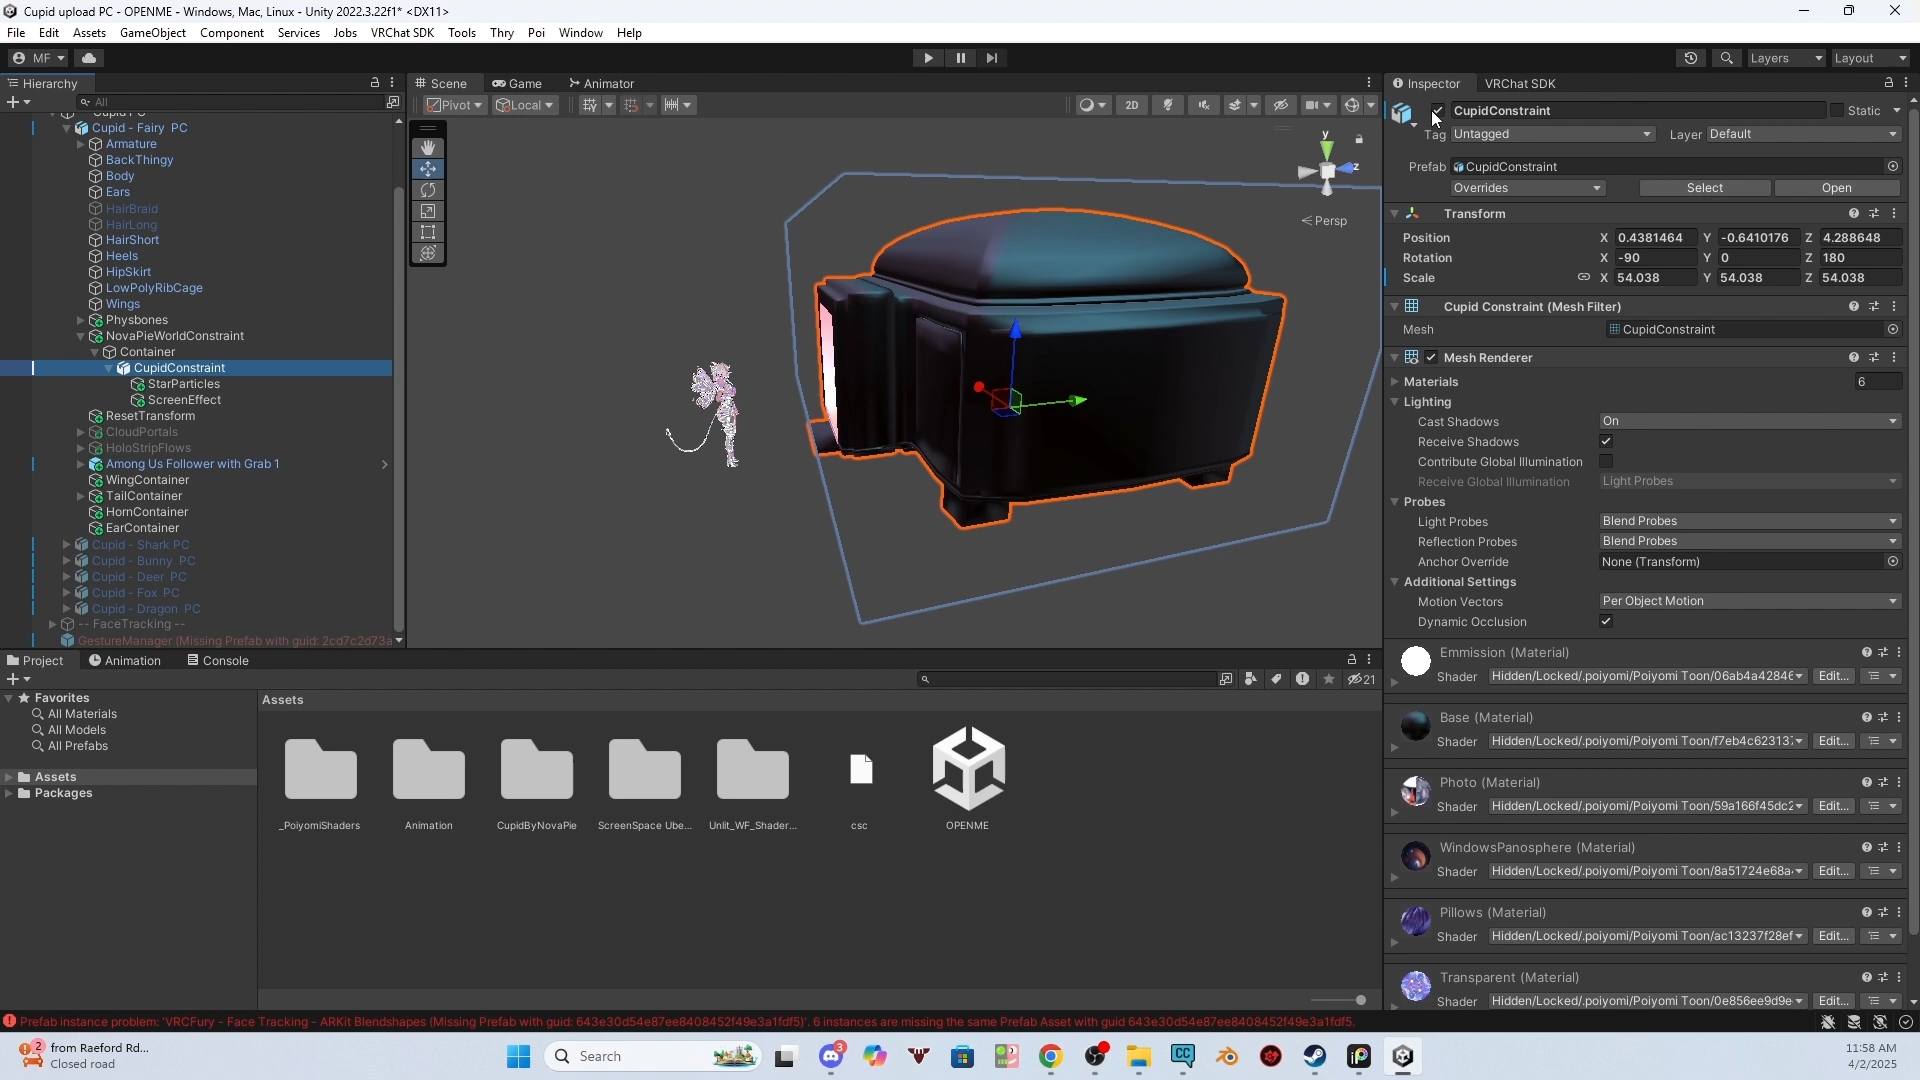 Cupid upload PC - OPENME - Windows, Mac, Linux - Unity 2022.3.22f1* <DX11>
File Edit Assets GameObject Component Services Jobs VRChat SDK Tools Thry Poi Window Help
MF Layers Layout
Hierarchy
All
Cupid - Fairy PC
Armature
BackThingy
Body
Ears
HairBraid
HairLong
HairShort
Heels
HipSkirt
LowPolyRibCage
Wings
Physbones
NovaPieWorldConstraint
Container
CupidConstraint
StarParticles
ScreenEffect
ResetTransform
CloudPortals
HoloStripFlows
Among Us Follower with Grab 1
WingContainer
TailContainer
HornContainer
EarContainer
Cupid - Shark PC
Cupid - Bunny PC
Cupid - Deer PC
Cupid - Fox PC
Cupid - Dragon PC
-- FaceTracking --
GestureManager (Missing Prefab with guid: 2cd7c2d73a
Scene Game Animator
Pivot Local 2D
y
z
Persp
Inspector VRChat SDK
CupidConstraint Static
Tag Untagged Layer Default
Prefab CupidConstraint
Overrides Select Open
Transform
Position X 0.4381464 Y -0.6410176 Z 4.288648
Rotation X -90 Y 0 Z 180
Scale X 54.038 Y 54.038 Z 54.038
Cupid Constraint (Mesh Filter)
Mesh CupidConstraint
Mesh Renderer
Materials 6
Lighting
Cast Shadows On
Receive Shadows
Contribute Global Illumination
Receive Global Illumination Light Probes
Probes
Light Probes Blend Probes
Reflection Probes Blend Probes
Anchor Override None (Transform)
Additional Settings
Motion Vectors Per Object Motion
Dynamic Occlusion
Emmission (Material)
Shader Hidden/Locked/.poiyomi/Poiyomi Toon/06ab4a42846 Edit...
Base (Material)
Shader Hidden/Locked/.poiyomi/Poiyomi Toon/f7eb4c62313 Edit...
Photo (Material)
Shader Hidden/Locked/.poiyomi/Poiyomi Toon/59a166f45dc2 Edit...
WindowsPanosphere (Material)
Shader Hidden/Locked/.poiyomi/Poiyomi Toon/8a51724e68a Edit...
Pillows (Material)
Shader Hidden/Locked/.poiyomi/Poiyomi Toon/ac13237f28ef Edit...
Transparent (Material)
Shader Hidden/Locked/.poiyomi/Poiyomi Toon/0e856ee9d9e Edit...
Project Animation Console
21
Favorites
All Materials
All Models
All Prefabs
Assets
Packages
Assets
_PoiyomiShaders Animation CupidByNovaPie ScreenSpace Ube... Unlit_WF_Shader... csc OPENME
Prefab instance problem: 'VRCFury - Face Tracking - ARKit Blendshapes (Missing Prefab with guid: 643e30d54e87ee8408452f49e3a1fdf5)'. 6 instances are missing the same Prefab Asset with guid 643e30d54e87ee8408452f49e3a1fdf5.
2
from Raeford Rd...
Closed road
Search
3
CC
11:58 AM
4/2/2025